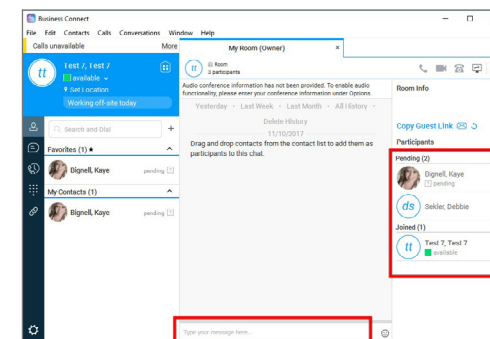 Business Connect
File Edit Contacts Calls Conversations Window Help
Calls unavailable More
My Room (Owner) ×
tt
Test 7, Test 7
available
Set Location
Working off-site today
tt
Room
3 participants
Audio conference information has not been provided. To enable audio
functionality, please enter your conference information under Options.
Yesterday • Last Week • Last Month • All History •
Delete History
11/10/2017
Drag and drop contacts from the contact list to add them as
participants to this chat.
Search and Dial
Favorites (1)
Bignell, Kaye pending
My Contacts (1)
Bignell, Kaye pending
Type your message here...
Room Info
Copy Guest Link
Participants
Pending (2)
Bignell, Kaye
pending
ds
Sekler, Debbie
Joined (1)
tt
Test 7, Test 7
available